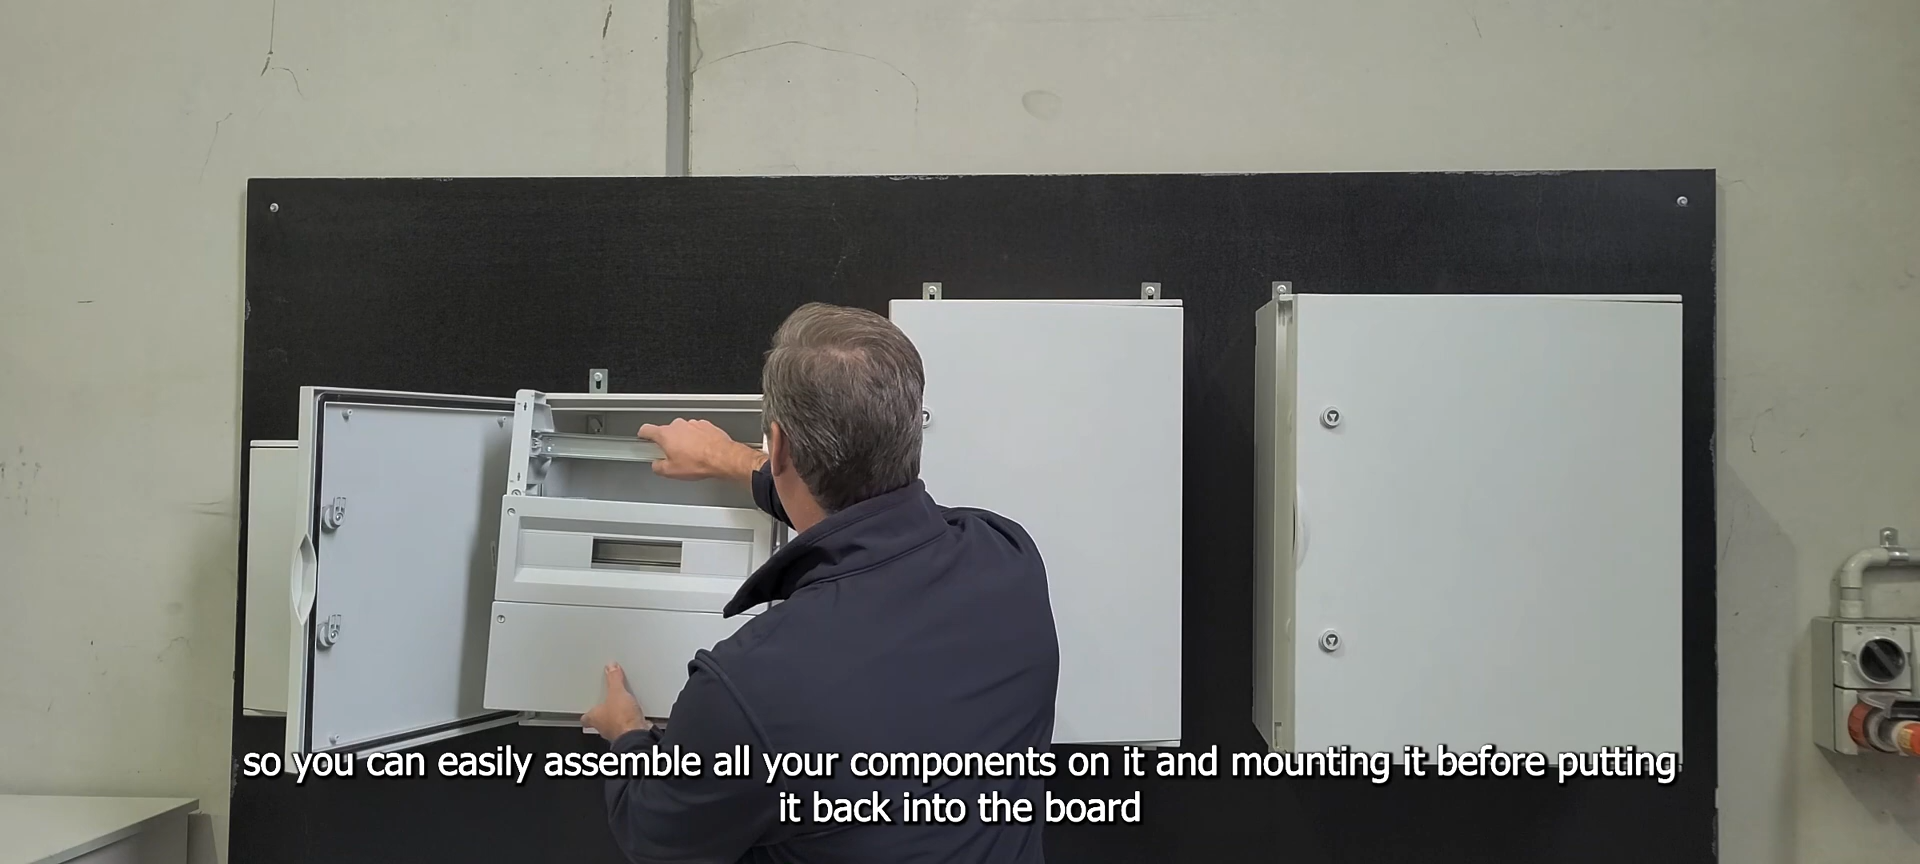 so you can easily assemble all your components on it and mounting it before putting
it back into the board